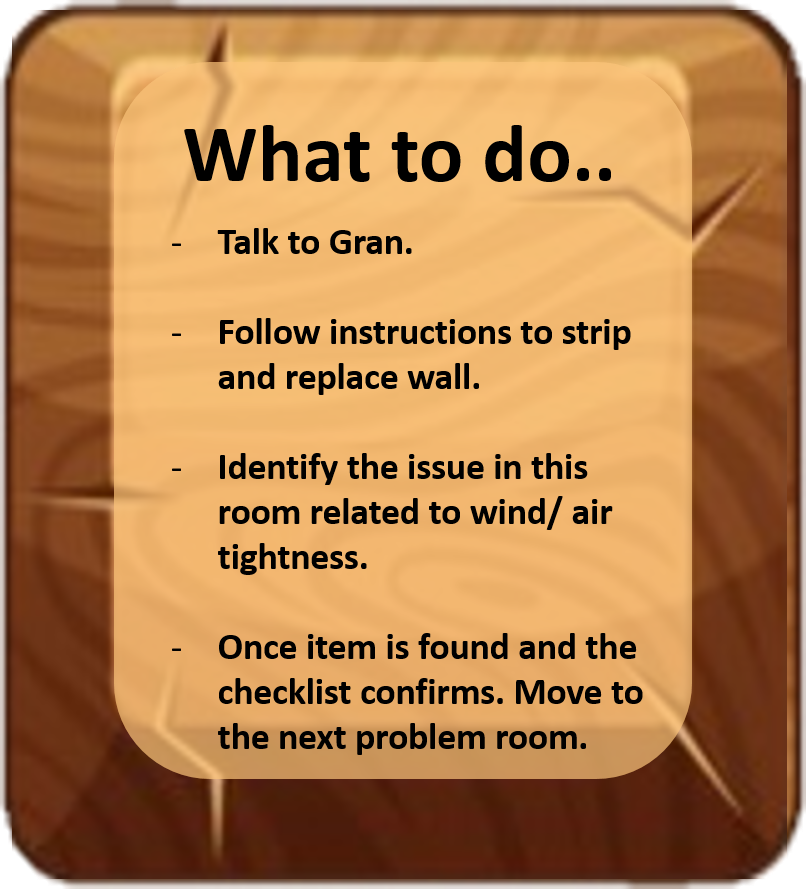 What to do..
- Talk to Gran.
- Follow instructions to strip
and replace wall.
- Identify the issue in this
room related to wind/ air
tightness.
- Once item is found and the
checklist confirms. Move to
the next problem room.